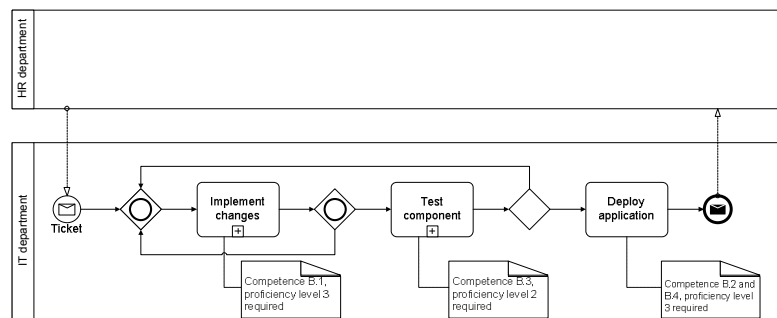 HR department
IT department
Ticket
Implement
changes
Test
component
Deploy
application
Competence B.1,
proficiency level 3
required
Competence B.3,
proficiency level 2
required
Competence B.2 and
B.4, proficiency level
3 required